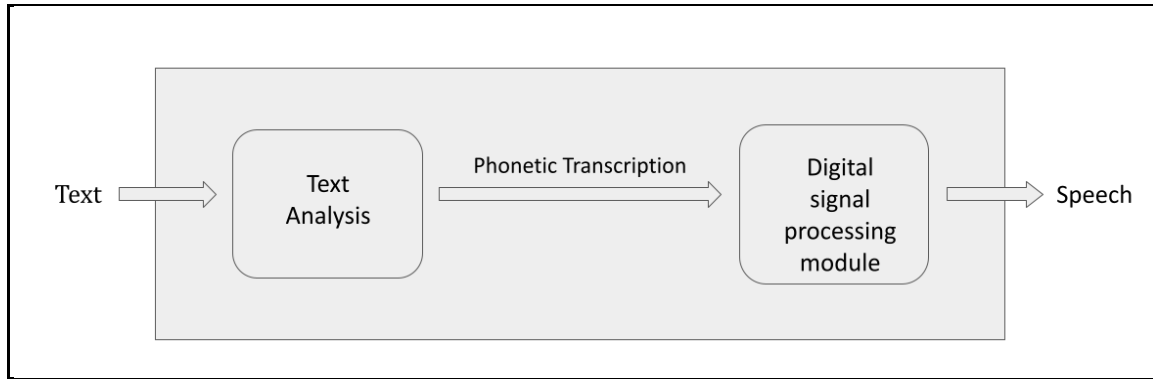 Text
Text
Analysis
Phonetic Transcription
Digital
signal
processing
module
Speech